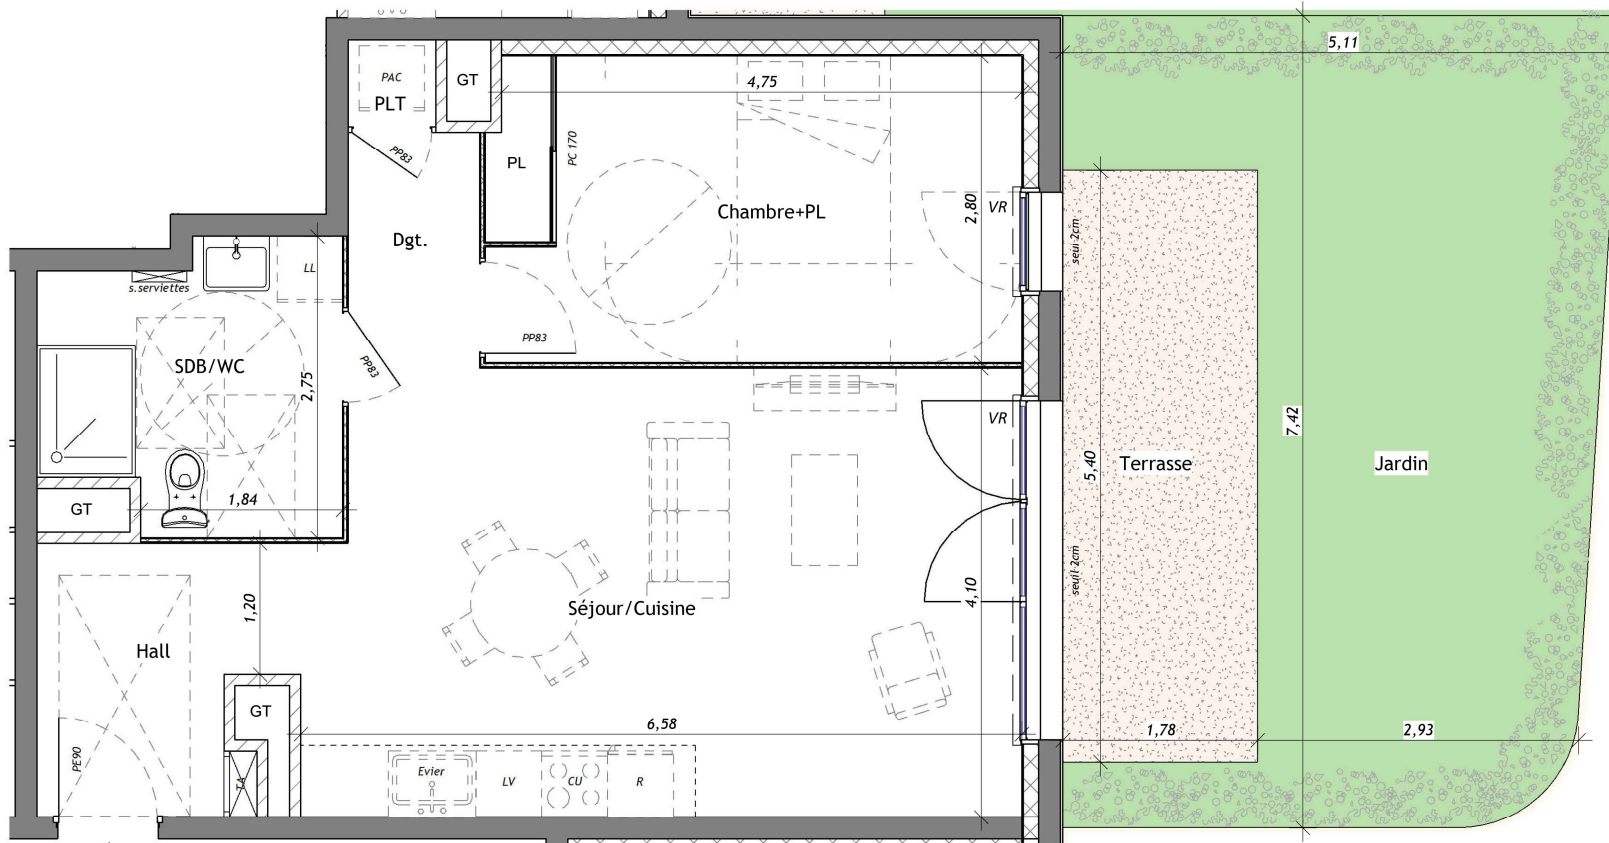 5,11
PAC
PLT
GT
4,75
PP83
PL
PC 170
Chambre+PL
2,80
VR
seuil 2cm
Dgt.
LL
s.serviettes
PP83
SDB/WC
2,75
PP83
VR
7,42
5,40
Terrasse
Jardin
GT
1,84
1,20
Séjour/Cuisine
4,10
seuil 2cm
Hall
GT
6,58
1,78
2,93
PE90
TA
Evier
LV
CU
R